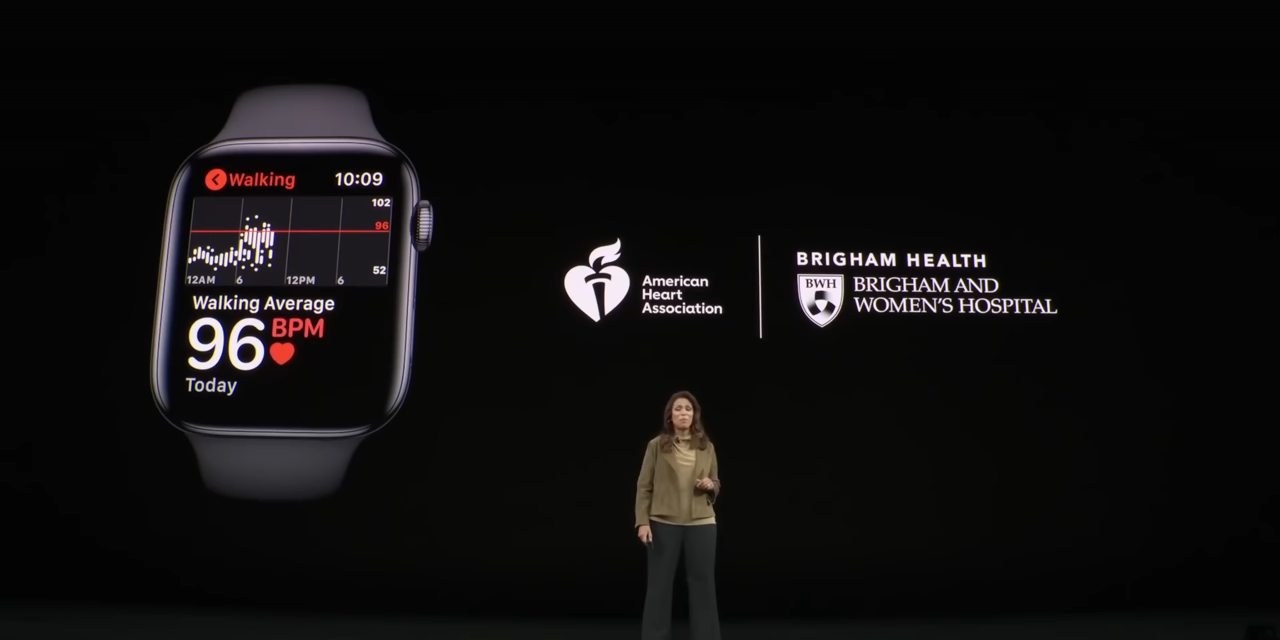 Walking 10:09
102
96
52
12AM 6 12PM 6
Walking Average
96 BPM
Today
American
Heart
Association
BRIGHAM HEALTH
BWH
BRIGHAM AND
WOMEN'S HOSPITAL